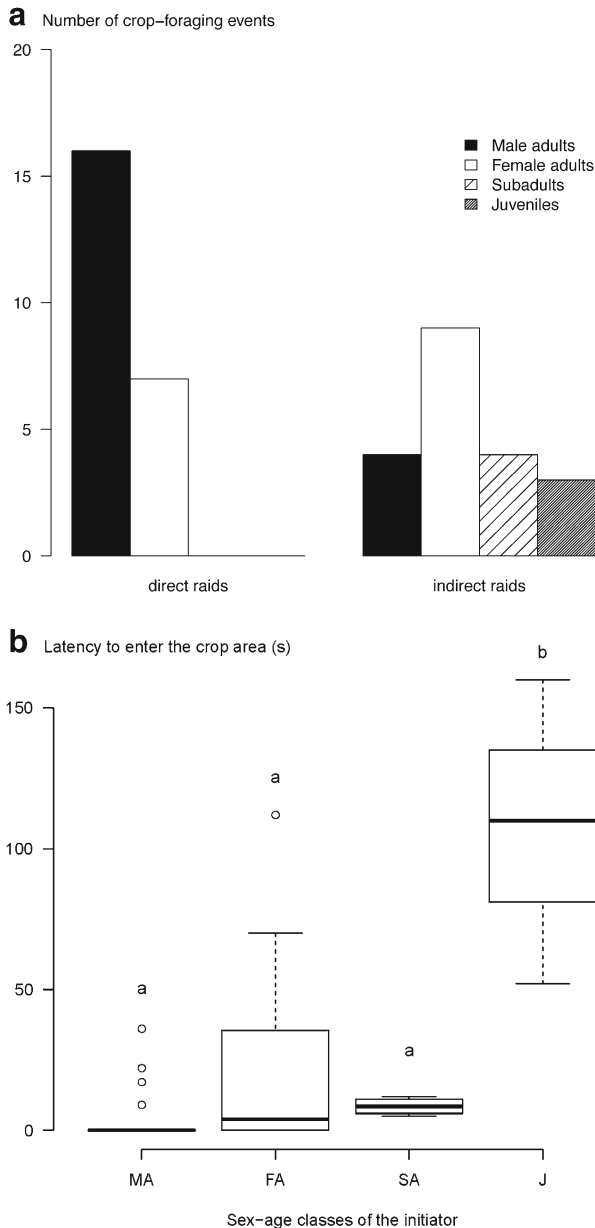 a Number of crop−foraging events
20
15
10
5
0
Male adults
Female adults
Subadults
Juveniles
direct raids indirect raids
b Latency to enter the crop area (s)
b
150
a
100
a
50
a
0
MA FA SA J
Sex−age classes of the initiator